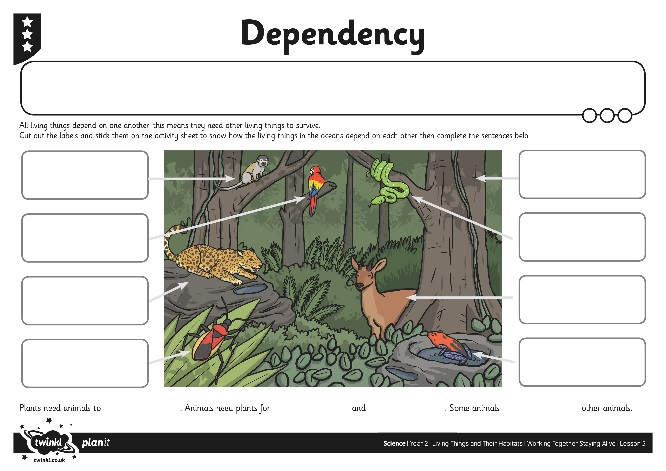 Dependency
All living things depend on one another, this means they need other living things to survive.
Cut out the labels and stick them on the activity sheet to show how the living things in the oceans depend on each other then complete the sentences belo
Plants need animals to . Animals need plants for and . Some animals other animals.
twinkl planit
twinkl.co.uk
Science | Year 2 | Living Things and Their Habitats | Working Together Staying Alive | Lesson 5